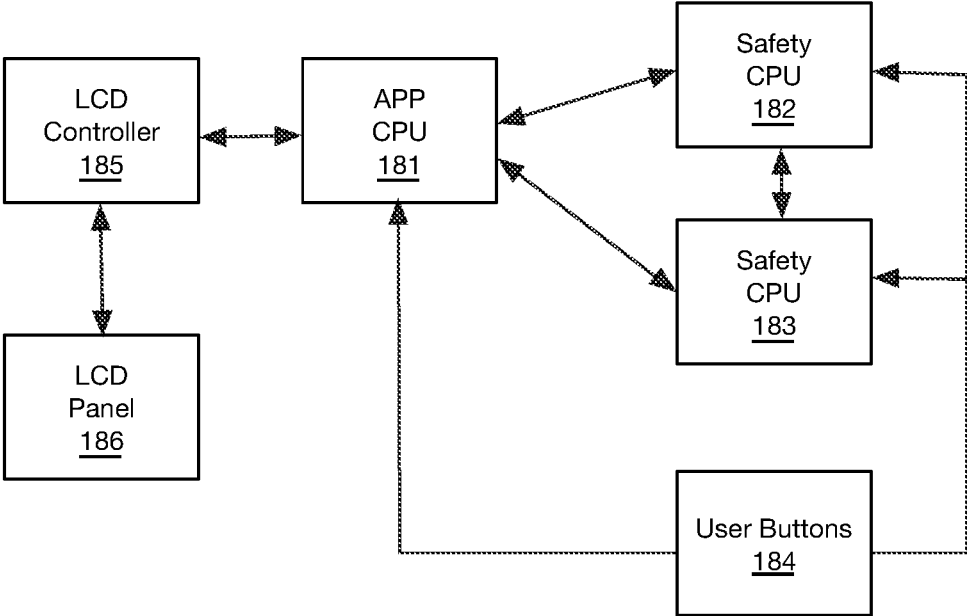 LCD
Controller
185
APP
CPU
181
Safety
CPU
182
Safety
CPU
183
LCD
Panel
186
User Buttons
184